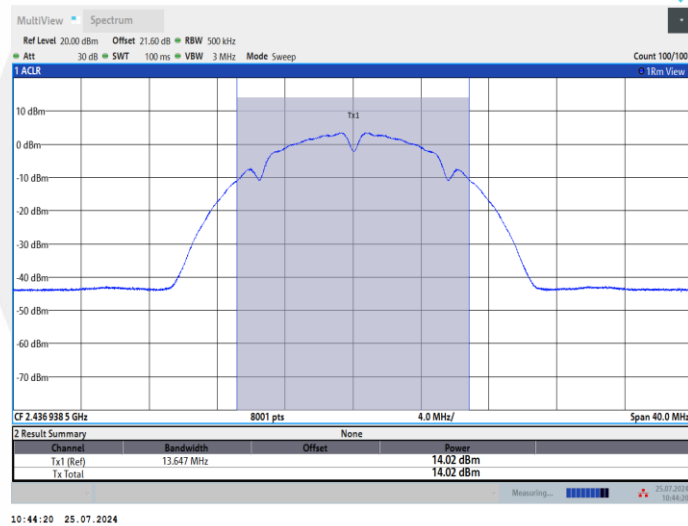 MultiView Spectrum
Ref Level 20.00 dBm Offset 21.60 dB RBW 500 kHz
Att 30 dB SWT 100 ms VBW 3 MHz Mode Sweep Count 100/100
1 ACLR 1Rm View
Tx1
10 dBm
0 dBm
-10 dBm
-20 dBm
-30 dBm
-40 dBm
-50 dBm
-60 dBm
-70 dBm
CF 2.436 938 5 GHz 8001 pts 4.0 MHz/ Span 40.0 MHz
2 Result Summary None
Channel Bandwidth Offset Power
Tx1 (Ref) 13.647 MHz 14.02 dBm
Tx Total 14.02 dBm
Measuring... 25.07.2024
10:44:20
10:44:20 25.07.2024